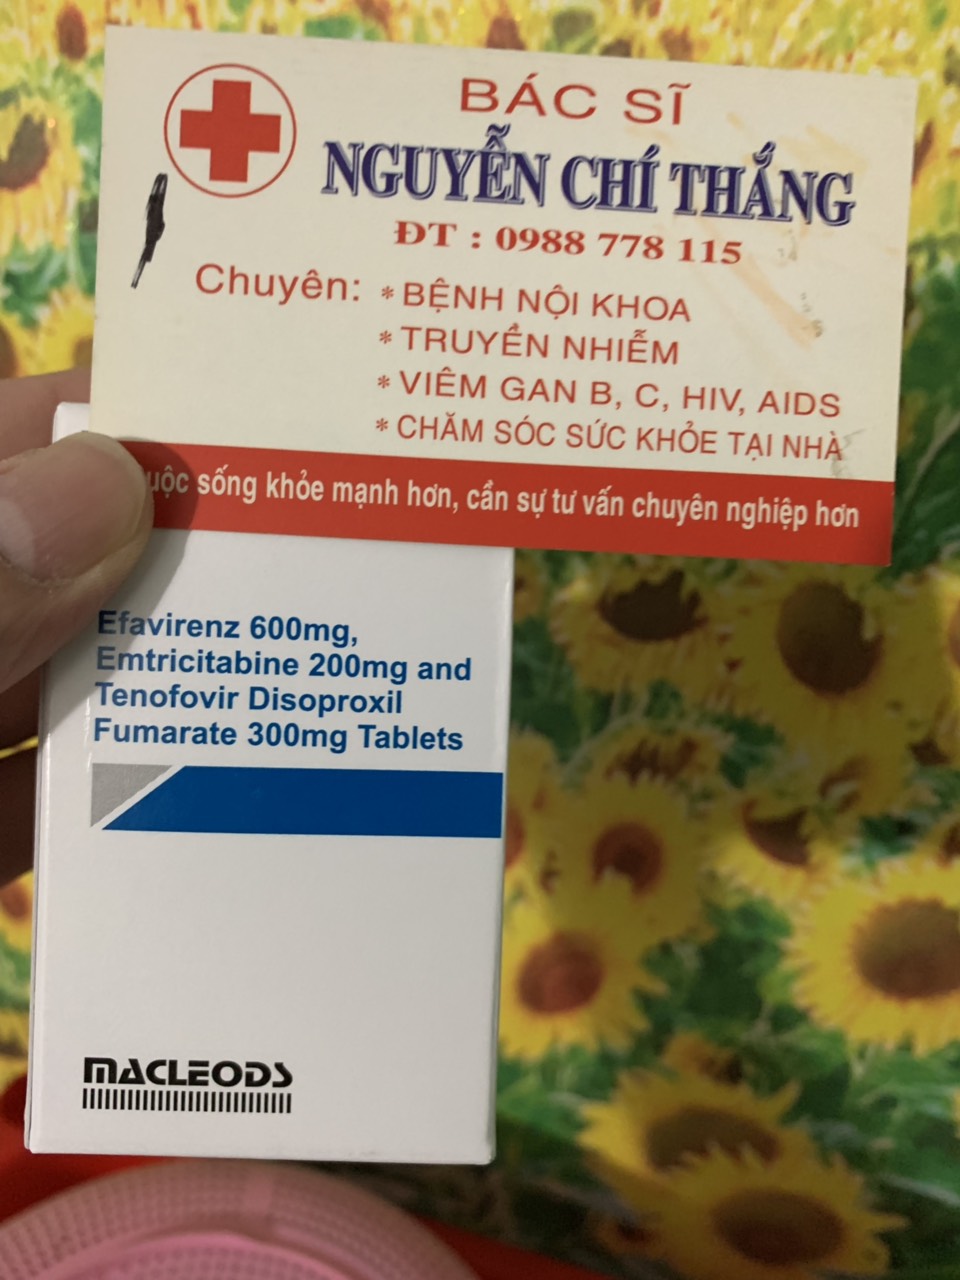 BÁC SĨ
NGUYỄN CHÍ THẮNG
ĐT : 0988 778 115
Chuyên: * BỆNH NỘI KHOA
* TRUYỀN NHIỄM
* VIÊM GAN B, C, HIV, AIDS
* CHĂM SÓC SỨC KHỎE TẠI NHÀ
sống khỏe mạnh hơn, cần sự tư vấn chuyên nghiệp hơn
Efavirenz 600mg,
Emtricitabine 200mg and
Tenofovir Disoproxil
Fumarate 300mg Tablets
MACLEODS